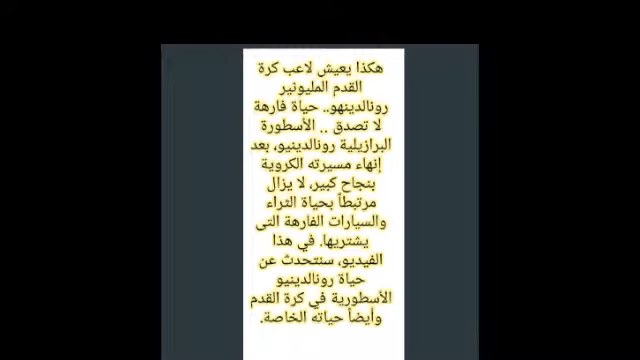 هكذا يعيش لاعب كرة
القدم المليونير
رونالدينهو.. حياة فارهة
لا تصدق .. الأسطورة
البرازيلية رونالدينيو، بعد
إنهاء مسيرته الكروية
بنجاح كبير، لا يزال
مرتبطاً بحياة الثراء
والسيارات الفارهة التى
يشتريها. في هذا
الفيديو، سنتحدث عن
حياة رونالدينيو
الأسطورية في كرة القدم
وأيضاً حياته الخاصة.